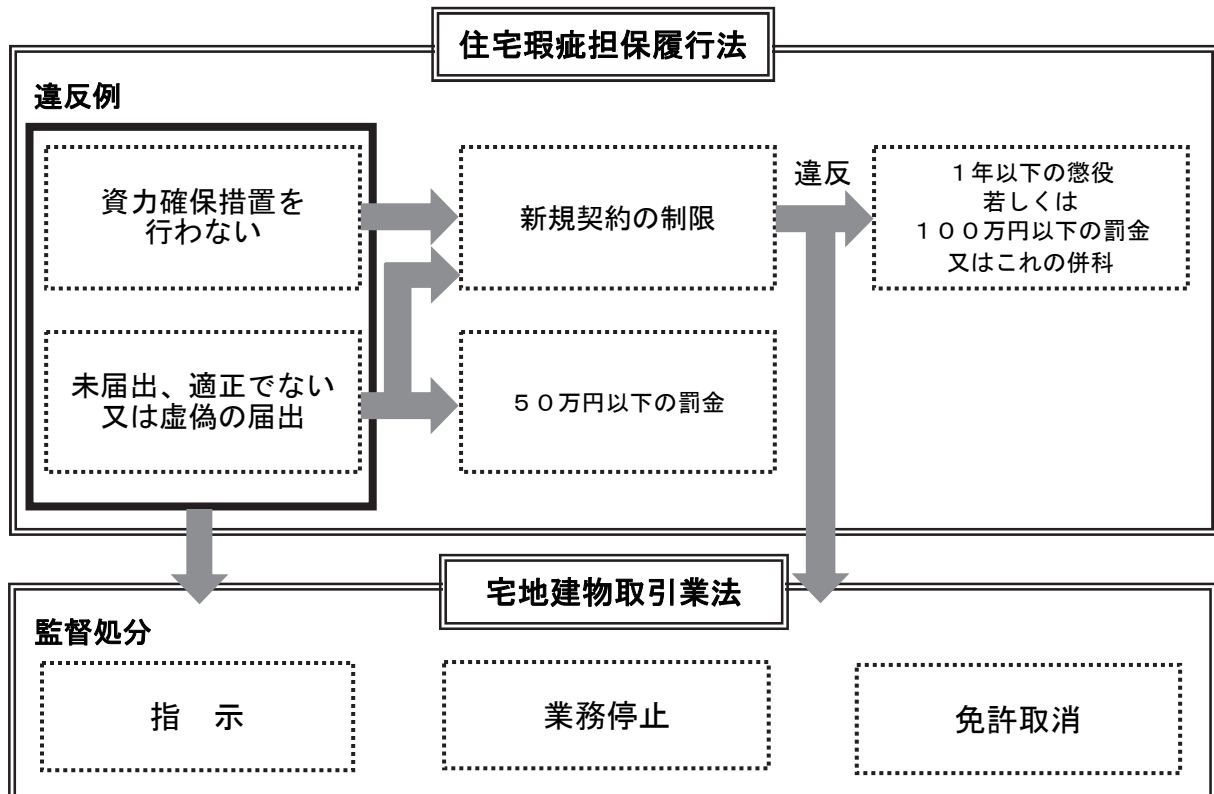 住宅瑕疵担保履行法
違反例
資力確保措置を
行わない
新規契約の制限
違反
１年以下の懲役
若しくは
１００万円以下の罰金
又はこれの併科
未届出、適正でない
又は虚偽の届出
５０万円以下の罰金
宅地建物取引業法
監督処分
指　示
業務停止
免許取消